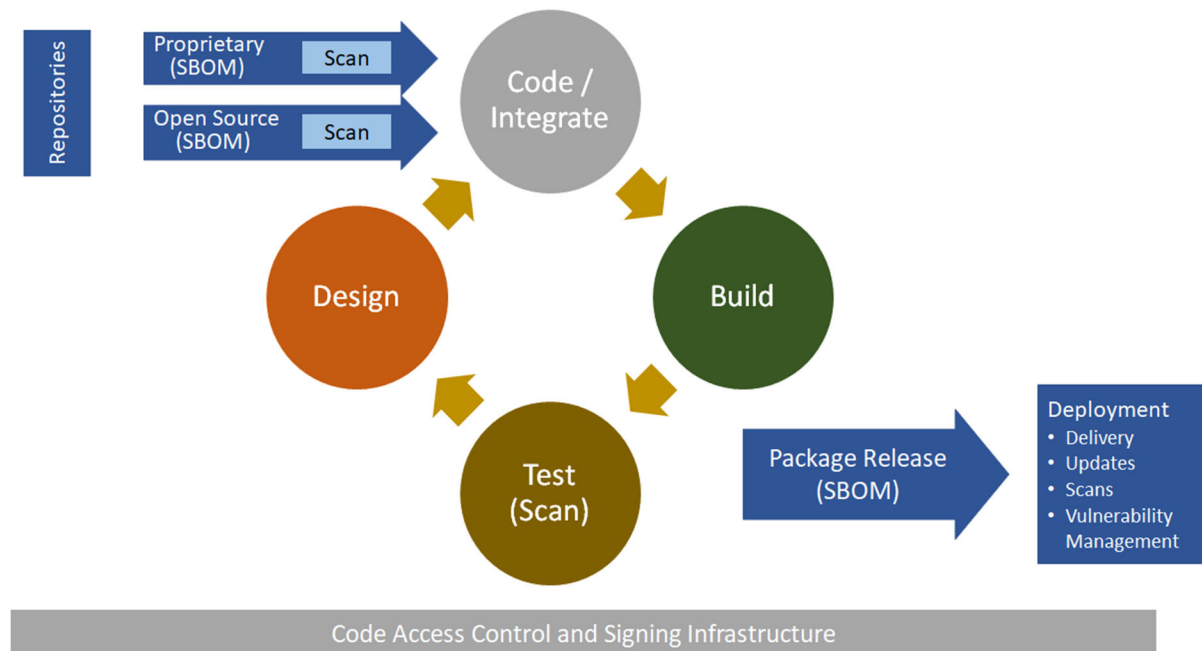 Repositories
Proprietary
(SBOM)
Scan
Open Source
(SBOM)
Scan
Code /
Integrate
Design
Build
Test
(Scan)
Package Release
(SBOM)
Deployment
• Delivery
• Updates
• Scans
• Vulnerability
Management
Code Access Control and Signing Infrastructure